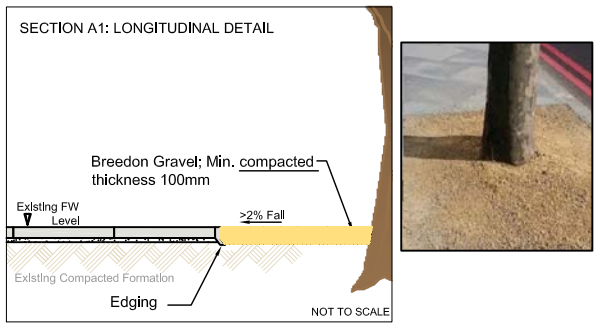 SECTION A1: LONGITUDINAL DETAIL
Breedon Gravel; Min. compacted
thickness 100mm
Existing FW
Level
>2% Fall
Existing Compacted Formation
Edging
NOT TO SCALE